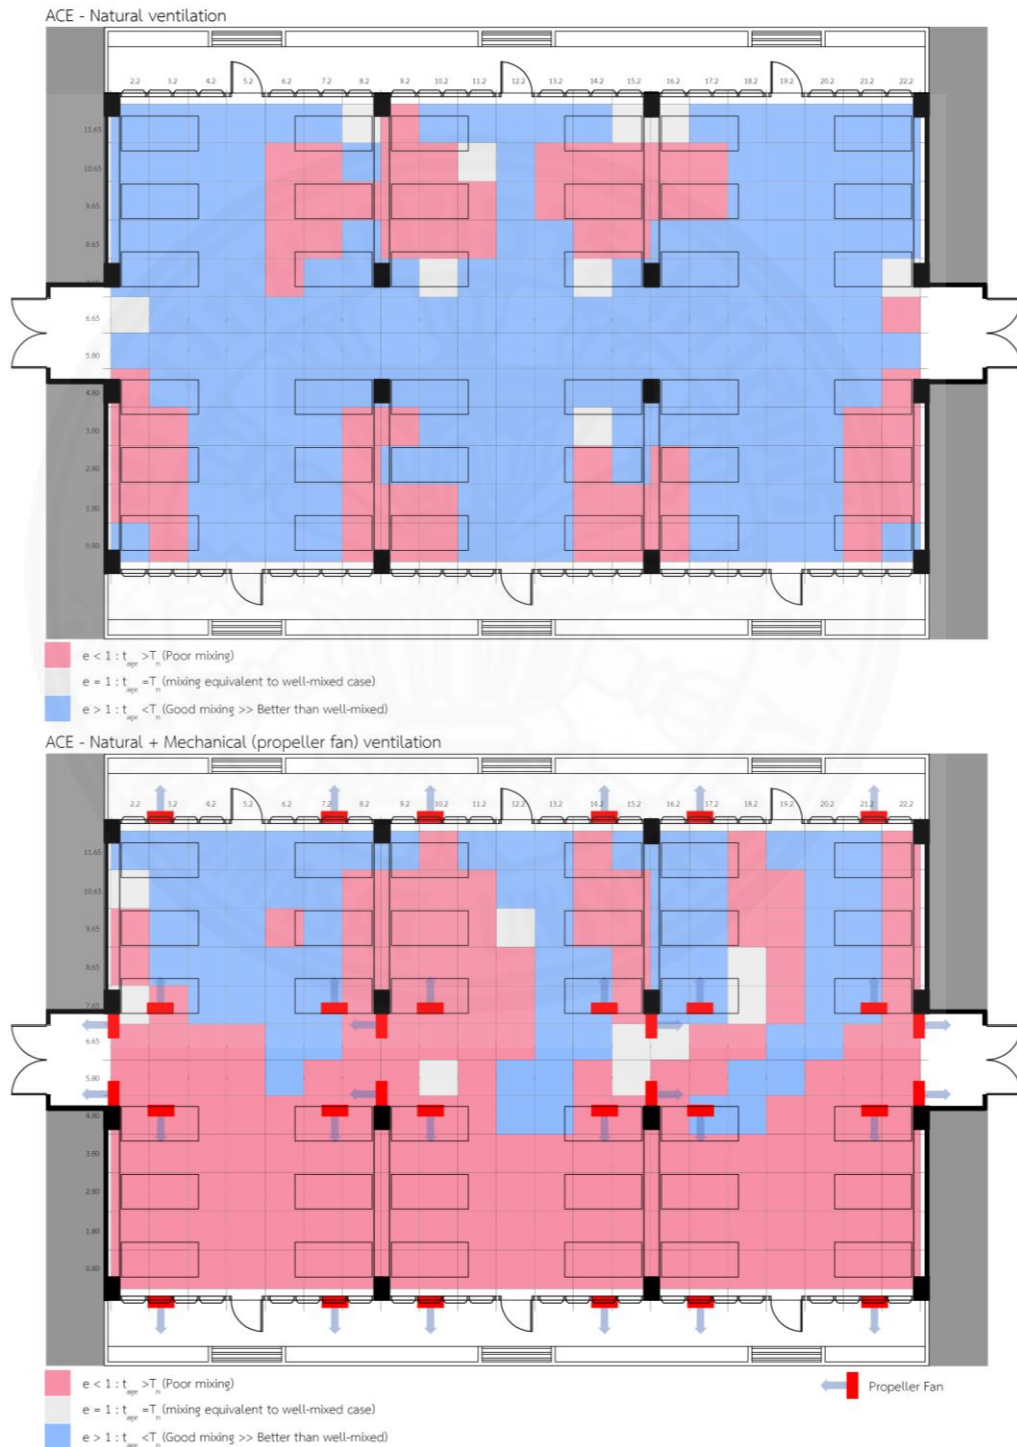 ACE - Natural ventilation
2.2 3.2 4.2 5.2 6.2 7.2 8.2 9.2 10.2 11.2 12.2 13.2 14.2 15.2 16.2 17.2 18.2 19.2 20.2 21.2 22.2
11.65
10.65
9.65
8.65
6.65
5.80
4.80
3.80
2.80
1.80
0.80
e < 1 : t age >T n (Poor mixing)
e = 1 : t age =T n (mixing equivalent to well-mixed case)
e > 1 : t age <T n (Good mixing >> Better than well-mixed)
ACE - Natural + Mechanical (propeller fan) ventilation
2.2 3.2 4.2 5.2 6.2 7.2 8.2 9.2 10.2 11.2 12.2 13.2 14.2 15.2 16.2 17.2 18.2 19.2 20.2 21.2 22.2
11.65
10.65
9.65
8.65
7.65
6.65
5.80
4.80
3.80
2.80
1.80
0.80
e < 1 : t age >T n (Poor mixing)
e = 1 : t age =T n (mixing equivalent to well-mixed case)
e > 1 : t age <T n (Good mixing >> Better than well-mixed)
Propeller Fan